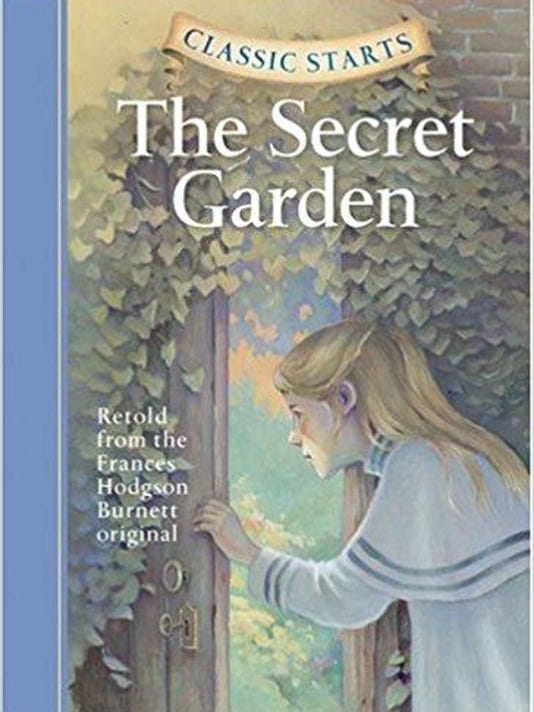 CLASSIC STARTS
The Secret
Garden
Retold
from the
Frances
Hodgson
Burnett
original